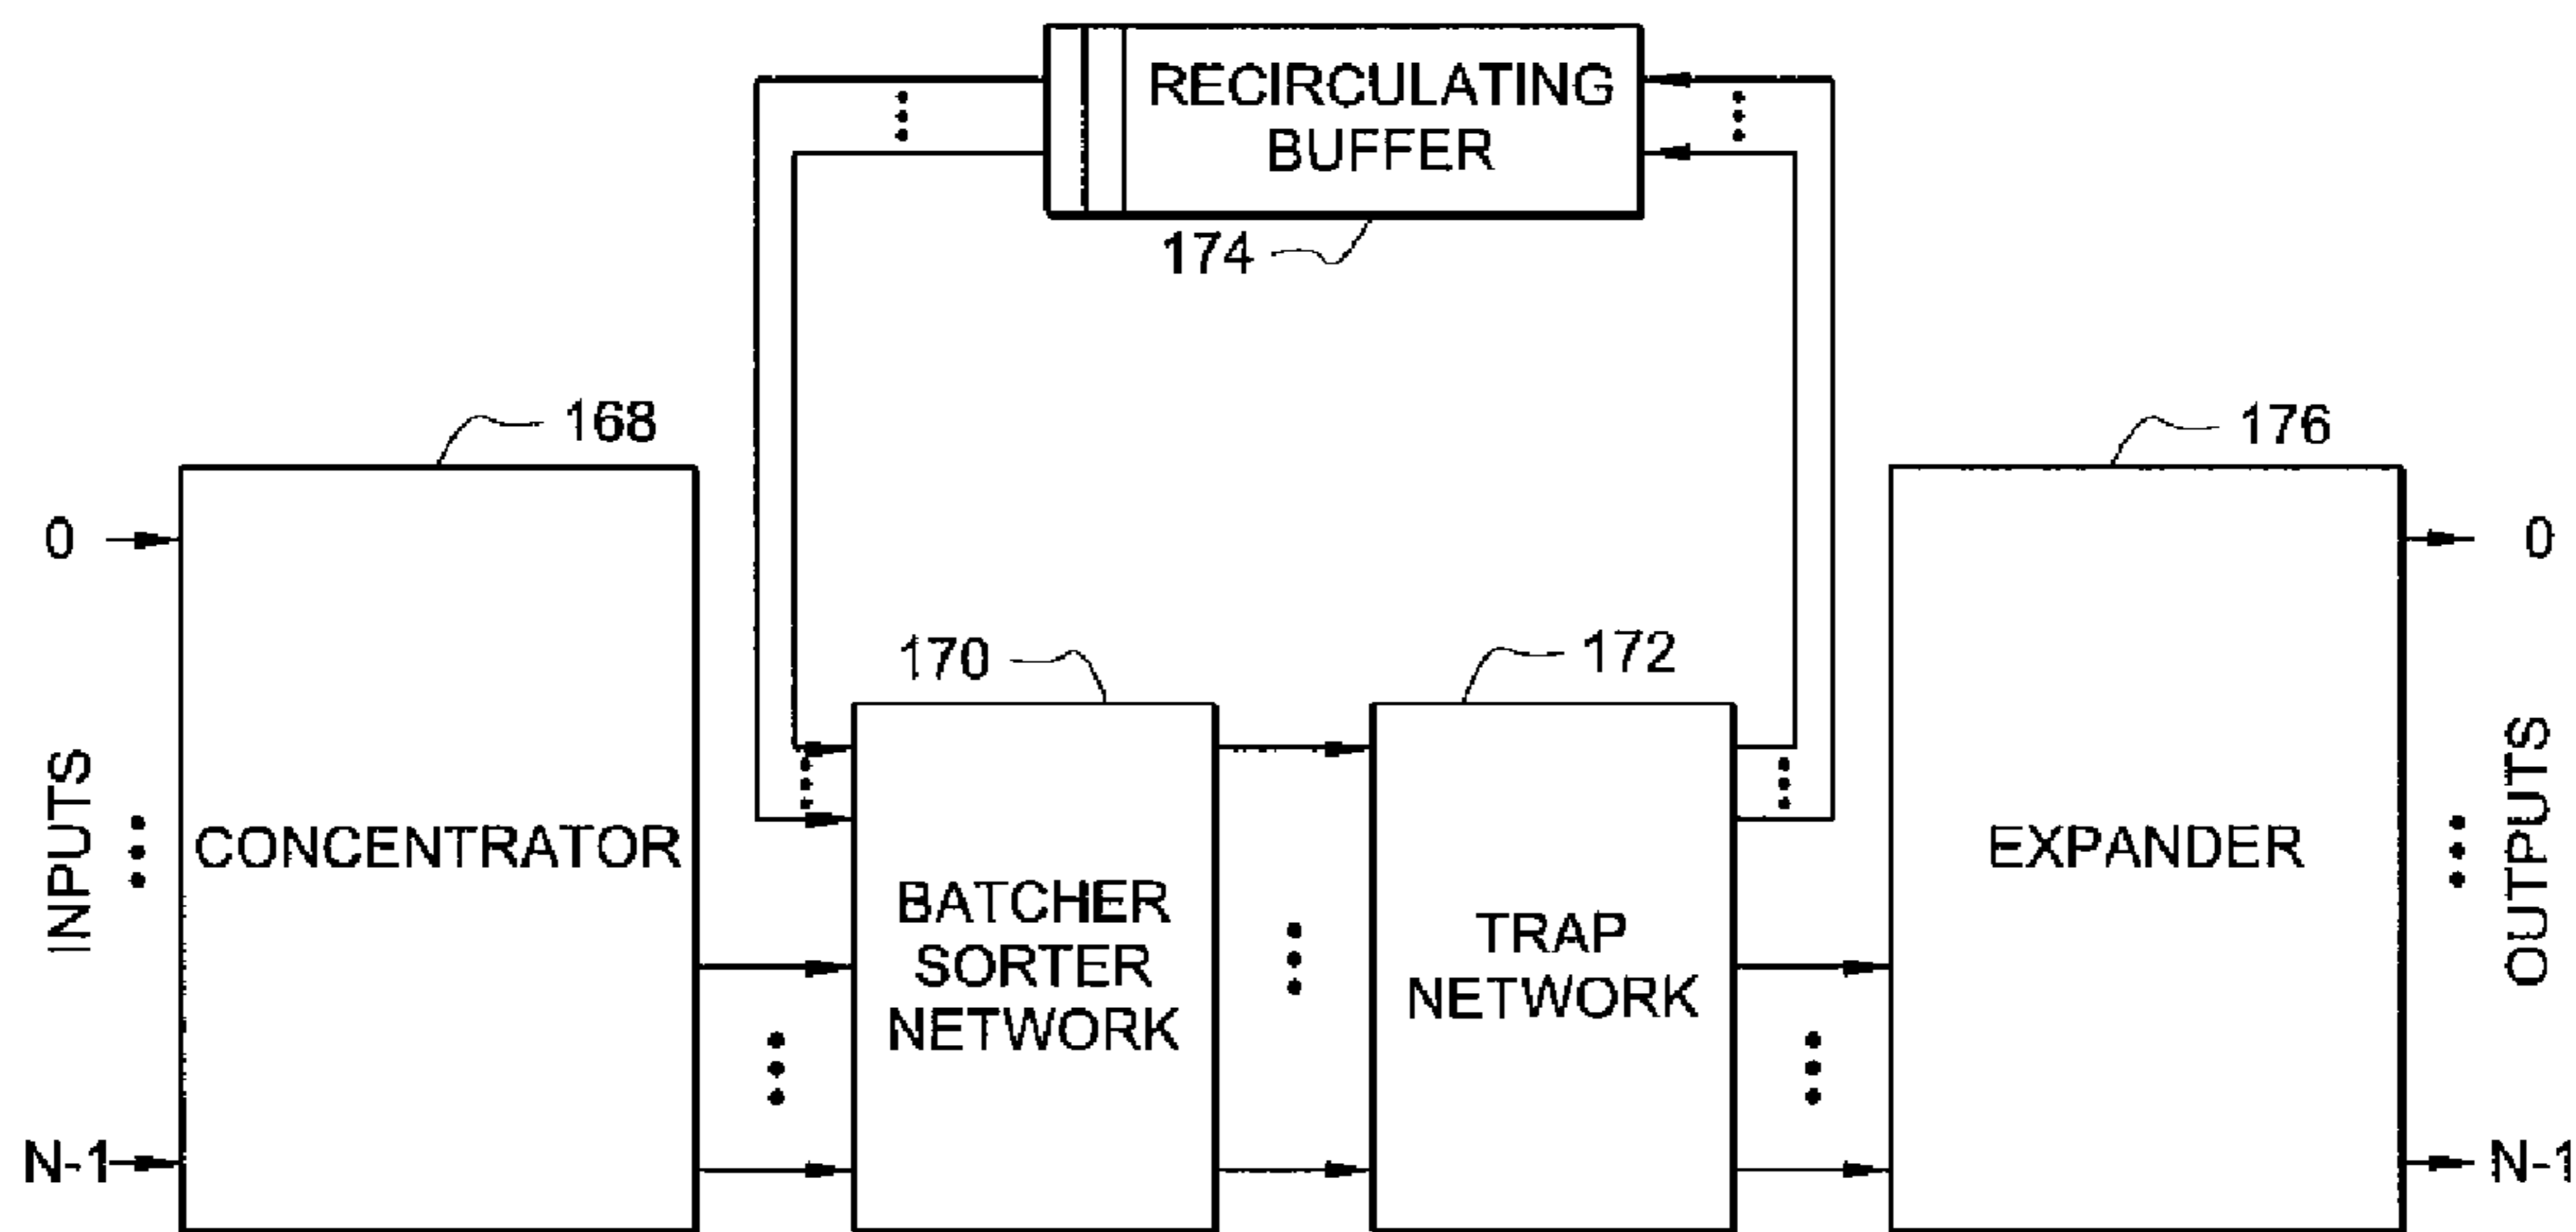 RECIRCULATING
BUFFER
174
168
176
0
0
170
172
INPUTS
CONCENTRATOR
BATCHER
SORTER
NETWORK
TRAP
NETWORK
EXPANDER
OUTPUTS
N-1
N-1